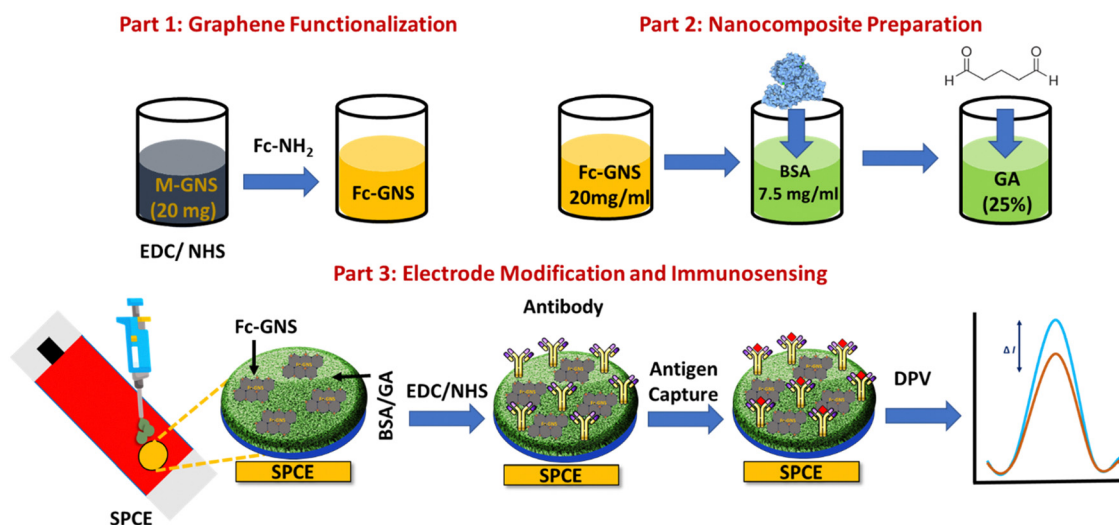 Part 1: Graphene Functionalization
Part 2: Nanocomposite Preparation
O
O
M-GNS
(20 mg)
EDC/ NHS
Fc-NH₂
Fc-GNS
Fc-GNS
20mg/ml
BSA
7.5 mg/ml
GA
(25%)
Part 3: Electrode Modification and Immunosensing
SPCE
Fc-GNS
BSA/GA
SPCE
EDC/NHS
Antibody
SPCE
Antigen
Capture
SPCE
DPV
Δ I